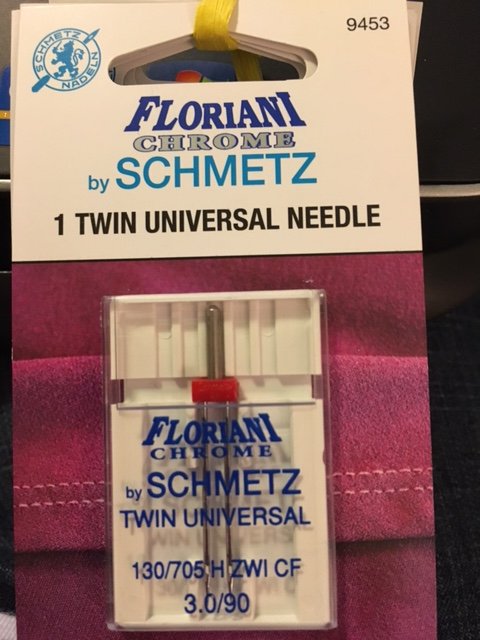 9453
SCHMETZ
NADELN
FLORIANI
CHROME
by SCHMETZ
1 TWIN UNIVERSAL NEEDLE
FLORIANI
CHROME
by SCHMETZ
TWIN UNIVERSAL
130/705 H ZWI CF
3.0/90